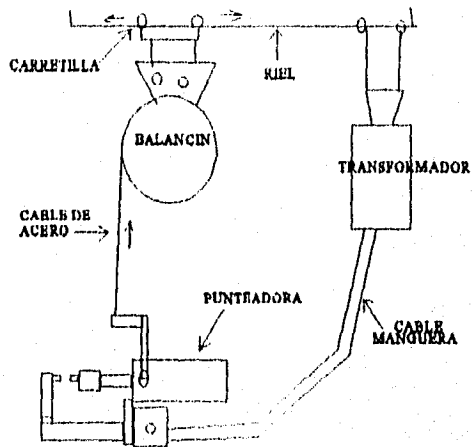 CARRETILLA
RIEL
BALANCIN
TRANSFORMADOR
CABLE DE
ACERO
PUNTEADORA
CABLE
MANGUERA